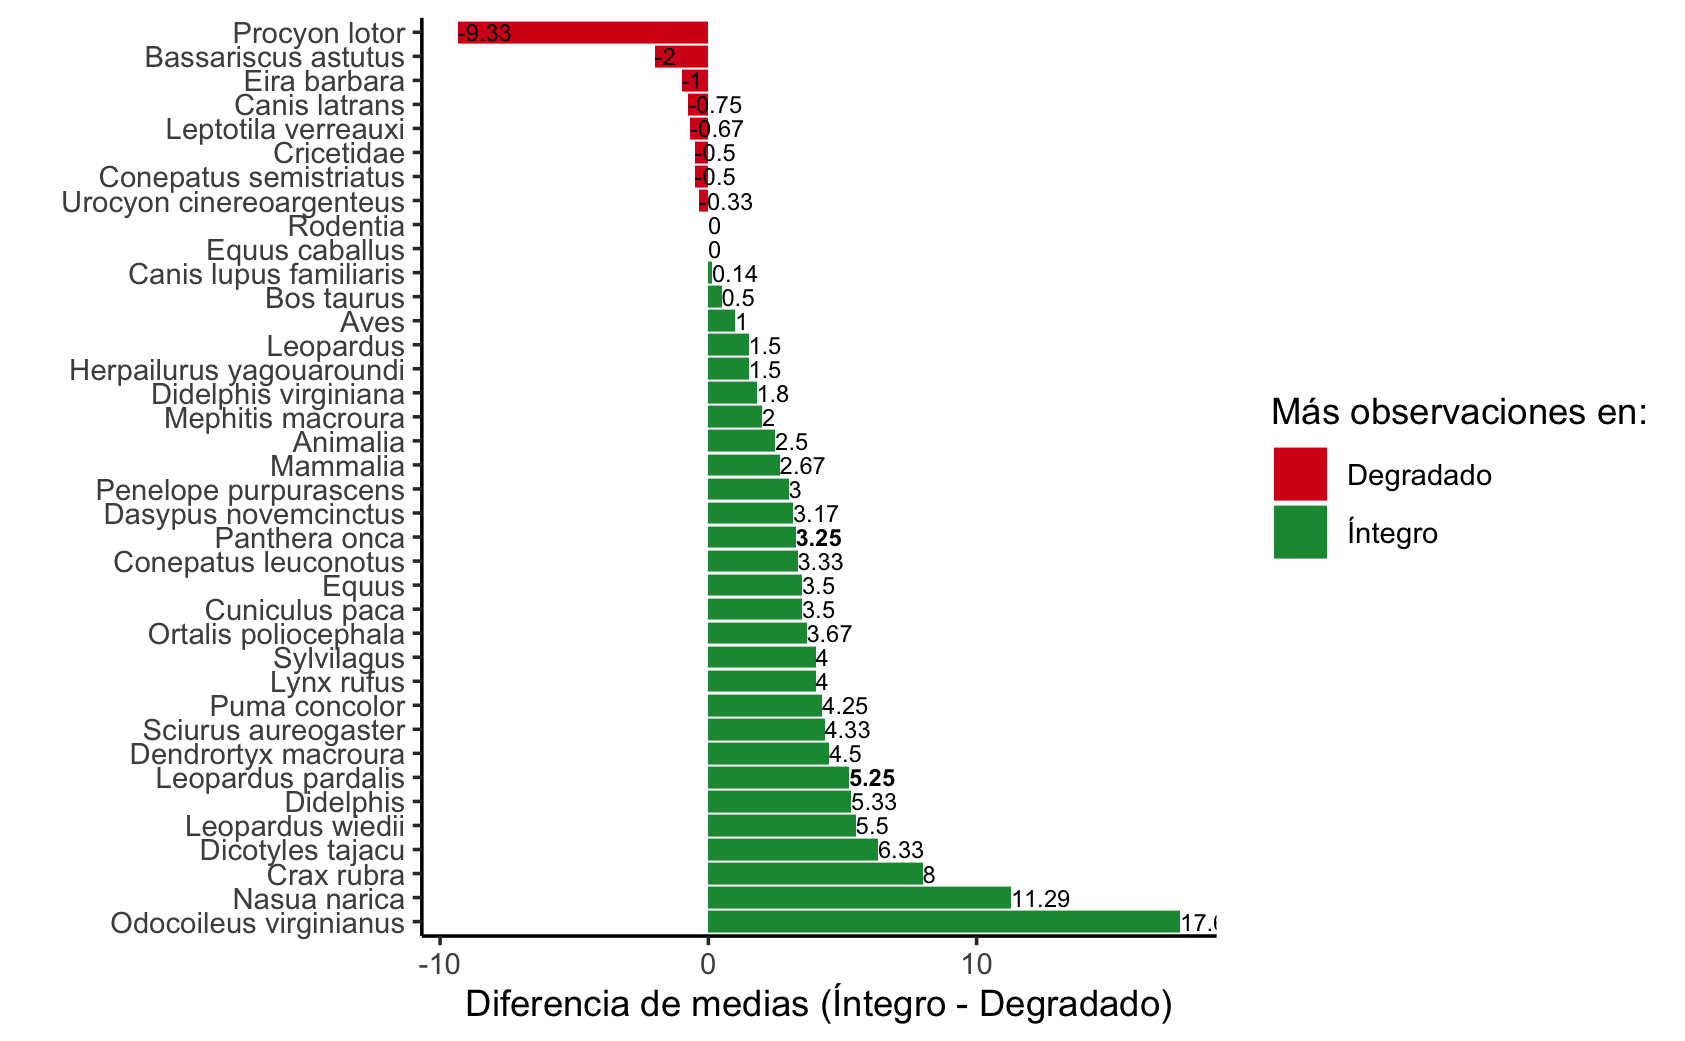 Procyon lotor -9.33
Bassariscus astutus -2
Eira barbara -1
Canis latrans -0.75
Leptotila verreauxi -0.67
Cricetidae -0.5
Conepatus semistriatus -0.5
Urocyon cinereoargenteus -0.33
Rodentia 0
Equus caballus 0
Canis lupus familiaris 0.14
Bos taurus 0.5
Aves 1
Leopardus 1.5
Herpailurus yagouaroundi 1.5
Didelphis virginiana 1.8
Mephitis macroura 2
Animalia 2.5
Mammalia 2.67
Penelope purpurascens 3
Dasypus novemcinctus 3.17
Panthera onca 3.25
Conepatus leuconotus 3.33
Equus 3.5
Cuniculus paca 3.5
Ortalis poliocephala 3.67
Sylvilagus 4
Lynx rufus 4
Puma concolor 4.25
Sciurus aureogaster 4.33
Dendrortyx macroura 4.5
Leopardus pardalis 5.25
Didelphis 5.33
Leopardus wiedii 5.5
Dicotyles tajacu 6.33
Crax rubra 8
Nasua narica 11.29
Odocoileus virginianus
-10 0 10
Diferencia de medias (Íntegro - Degradado)
Más observaciones en:
Degradado
Íntegro